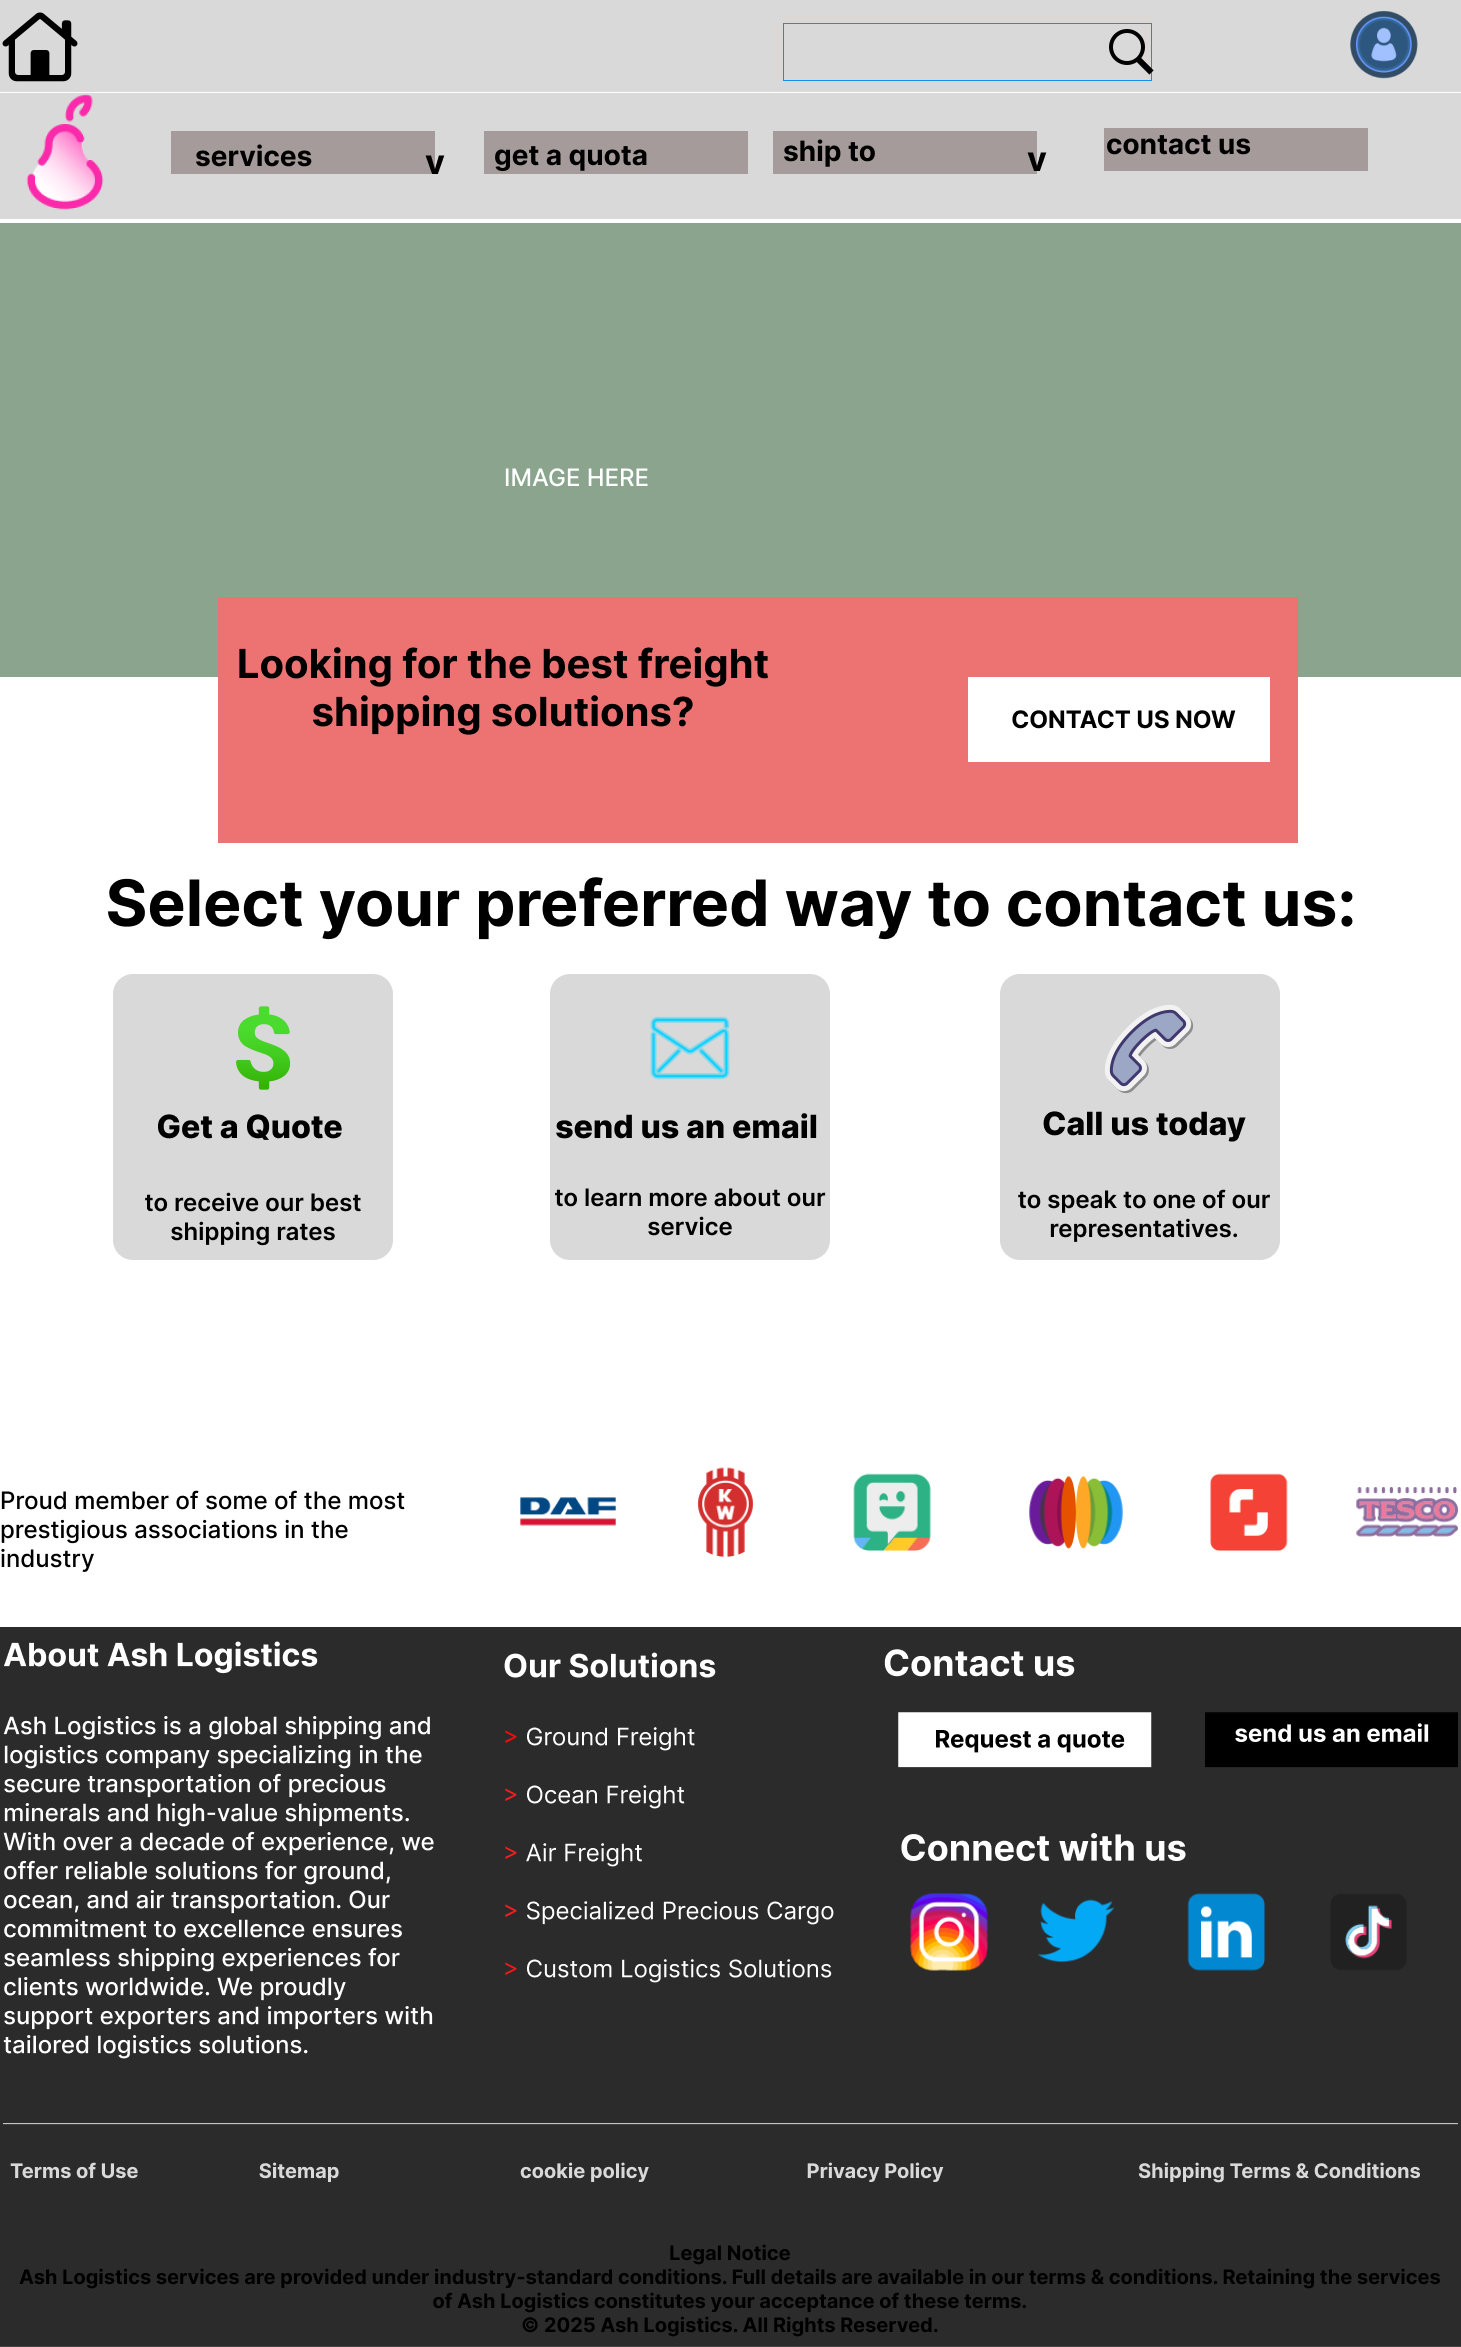 services
v
get a quota
ship to
v
contact us
IMAGE HERE
Looking for the best freight
shipping solutions?
CONTACT US NOW
Select your preferred way to contact us:
$
Get a Quote
to receive our best
shipping rates
send us an email
to learn more about our
service
Call us today
to speak to one of our
representatives.
Proud member of some of the most
prestigious associations in the
industry
DAF
KW
TESCO
About Ash Logistics
Ash Logistics is a global shipping and
logistics company specializing in the
secure transportation of precious
minerals and high-value shipments.
With over a decade of experience, we
offer reliable solutions for ground,
ocean, and air transportation. Our
commitment to excellence ensures
seamless shipping experiences for
clients worldwide. We proudly
support exporters and importers with
tailored logistics solutions.
Our Solutions
> Ground Freight
> Ocean Freight
> Air Freight
> Specialized Precious Cargo
> Custom Logistics Solutions
Contact us
Request a quote
send us an email
Connect with us
in
Terms of Use
Sitemap
cookie policy
Privacy Policy
Shipping Terms & Conditions
Legal Notice
Ash Logistics services are provided under industry-standard conditions. Full details are available in our terms & conditions. Retaining the services
of Ash Logistics constitutes your acceptance of these terms.
© 2025 Ash Logistics. All Rights Reserved.